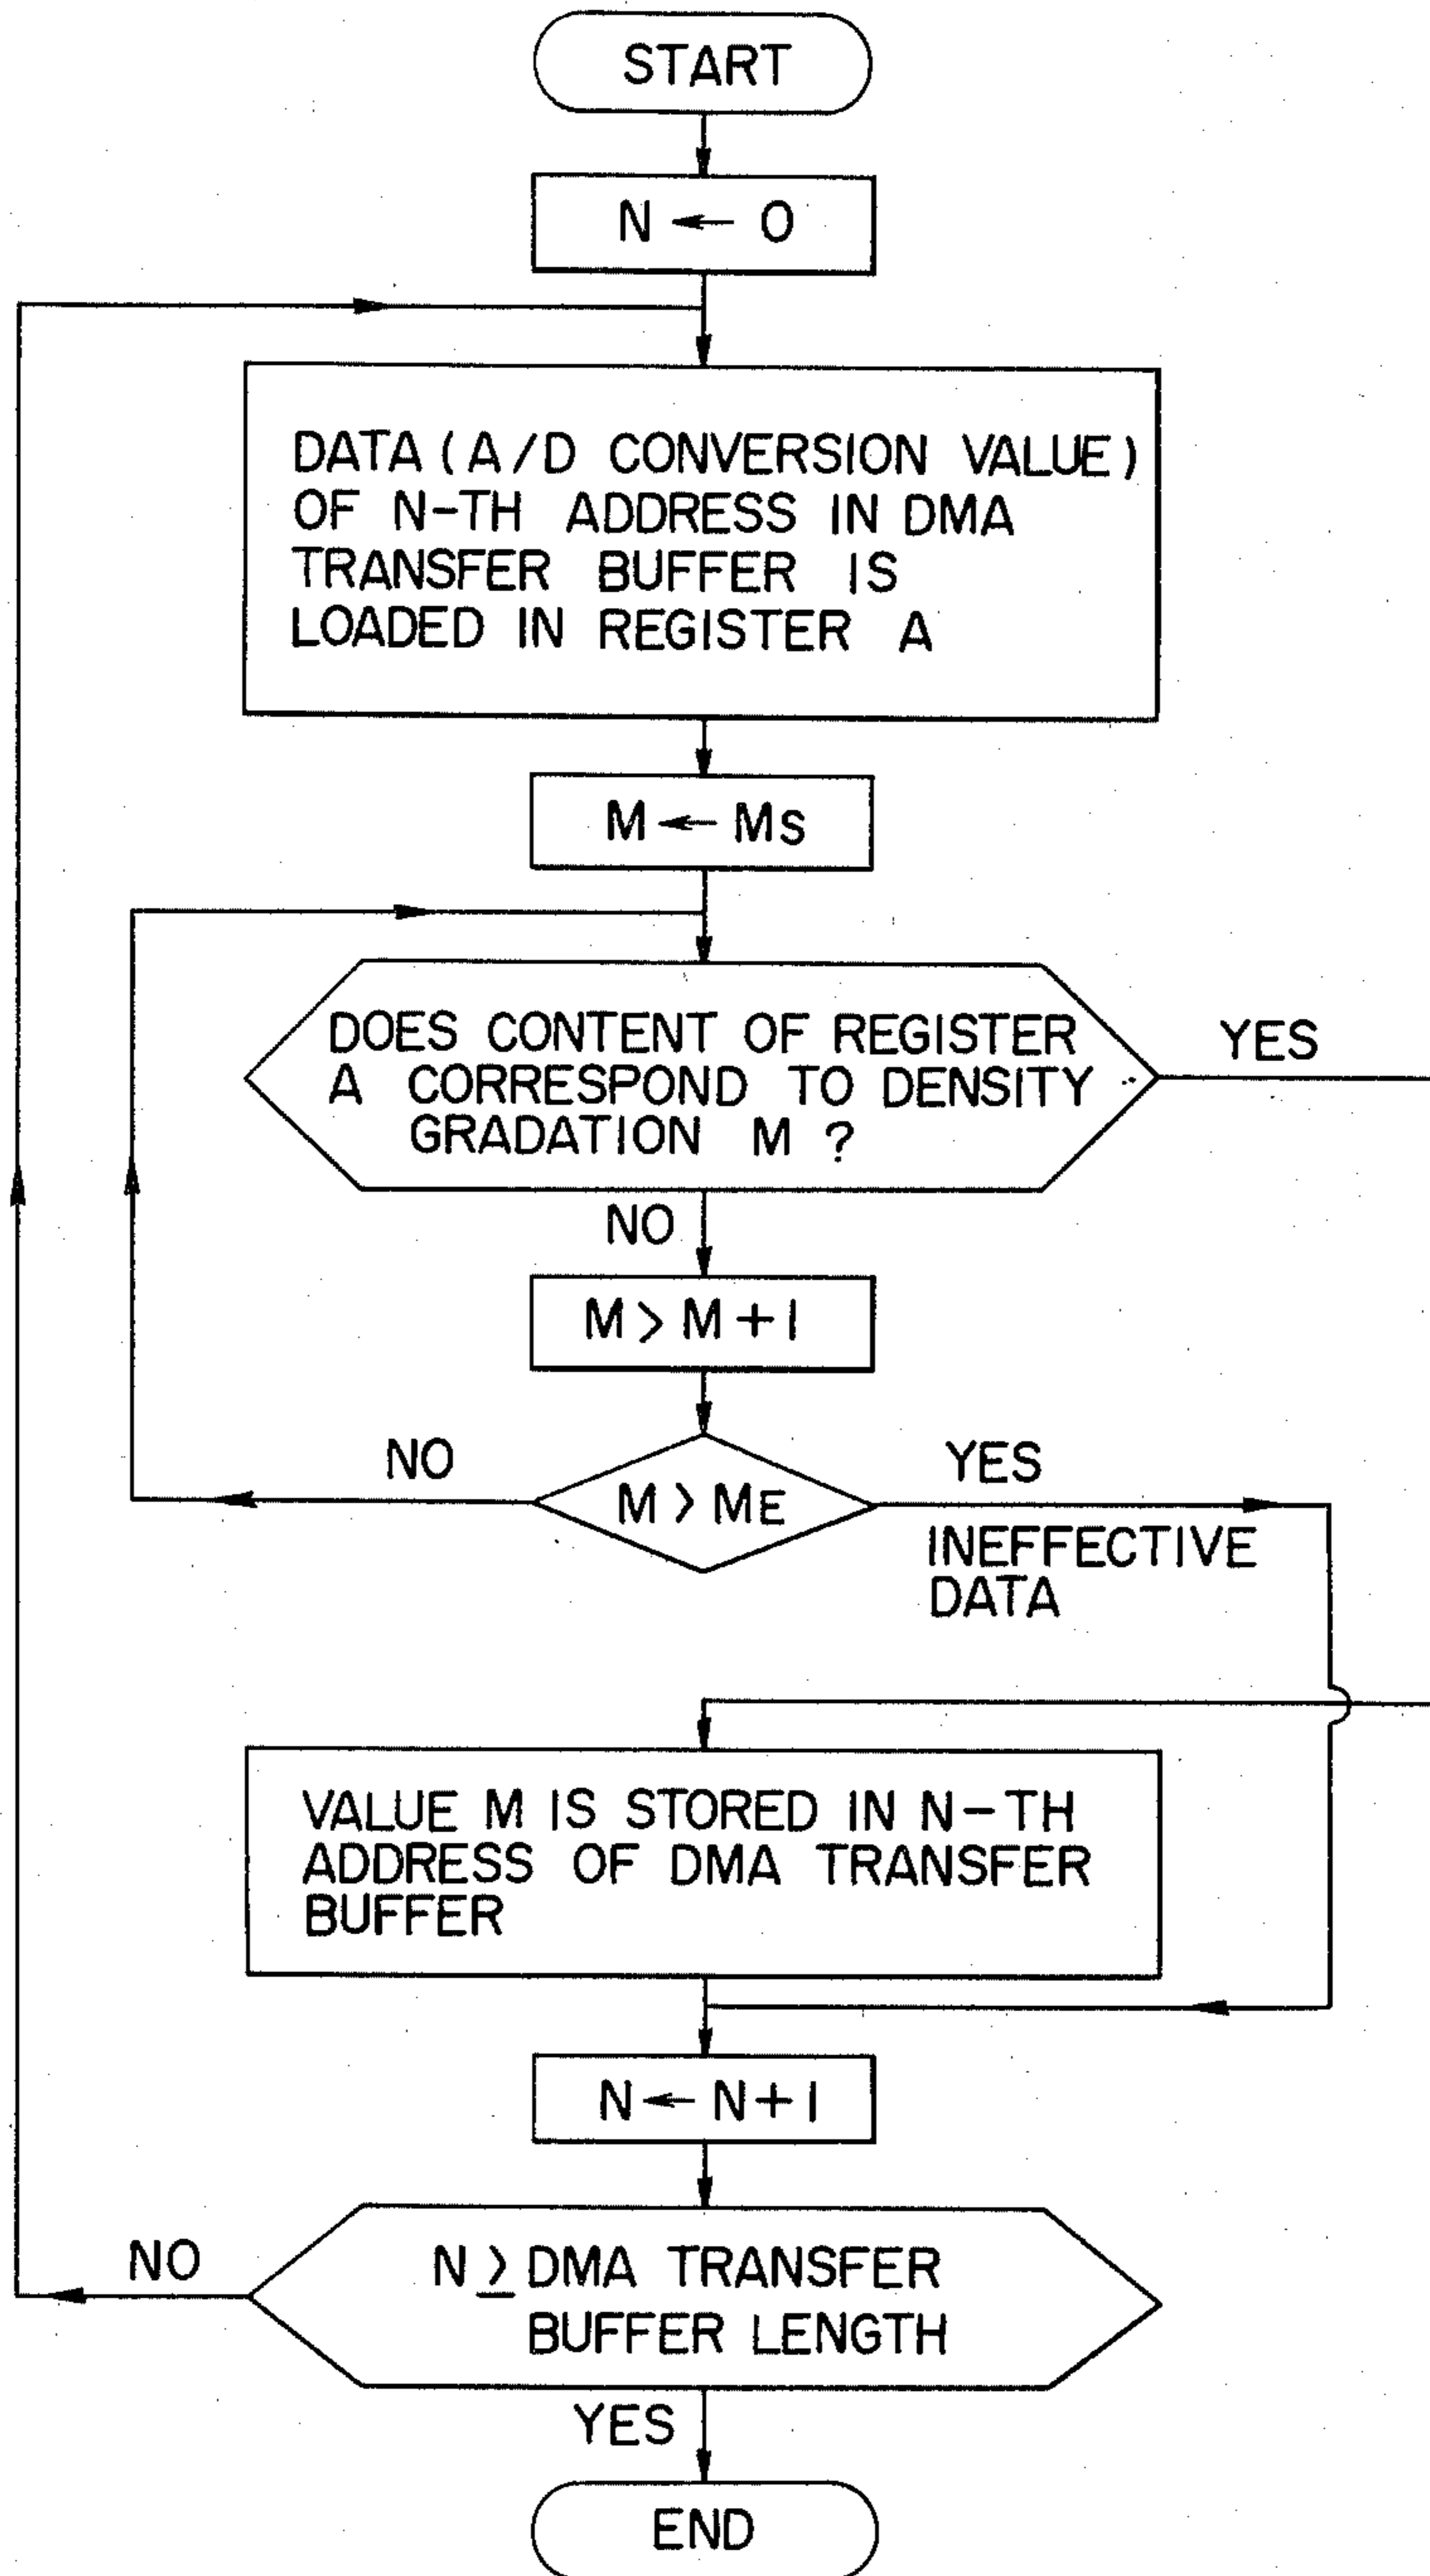 START
N ← O
DATA (A/D CONVERSION VALUE)
OF N-TH ADDRESS IN DMA
TRANSFER BUFFER IS
LOADED IN REGISTER A
M ← MS
DOES CONTENT OF REGISTER
A CORRESPOND TO DENSITY
GRADATION M ?
YES
NO
M > M + 1
NO
M > ME
YES
INEFFECTIVE
DATA
VALUE M IS STORED IN N-TH
ADDRESS OF DMA TRANSFER
BUFFER
N ← N + 1
NO
N ≥ DMA TRANSFER
BUFFER LENGTH
YES
END